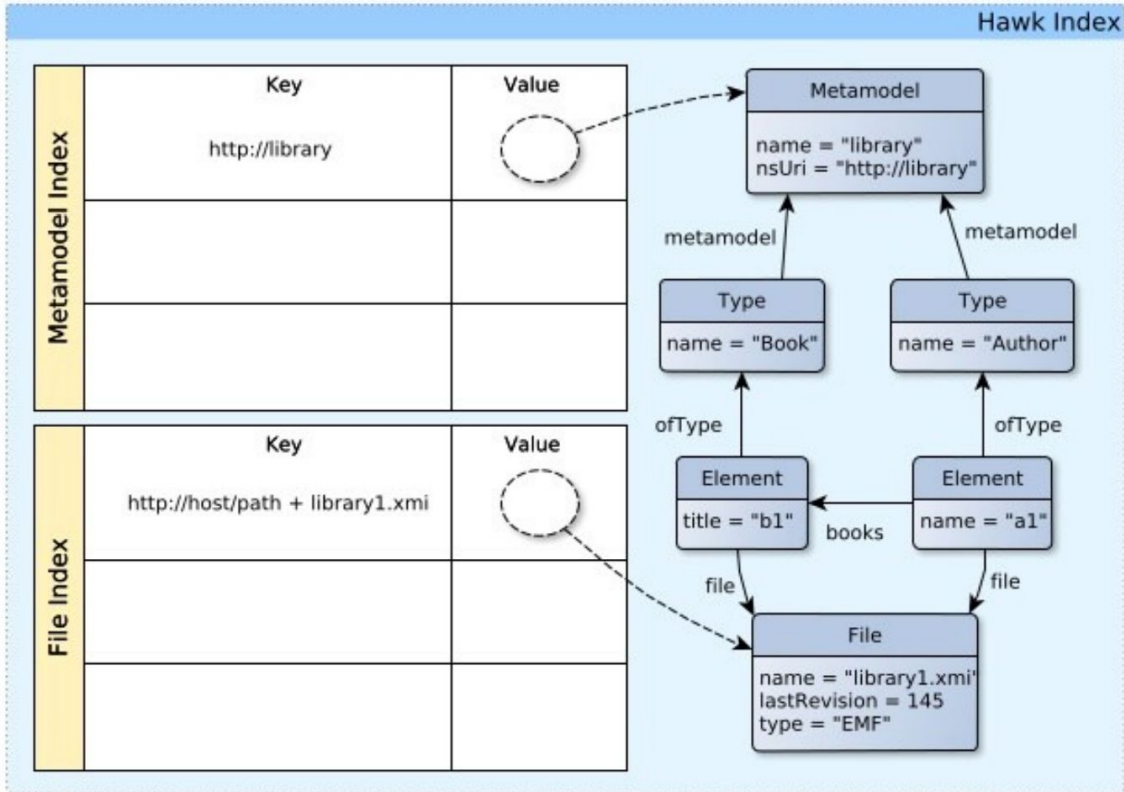 Hawk Index
Metamodel Index
Key
Value
http://library
File Index
Key
Value
http://host/path + library1.xmi
Metamodel
name = "library"
nsUri = "http://library"
metamodel
metamodel
Type
name = "Book"
Type
name = "Author"
ofType
ofType
Element
title = "b1"
books
Element
name = "a1"
file
file
File
name = "library1.xmi"
lastRevision = 145
type = "EMF"